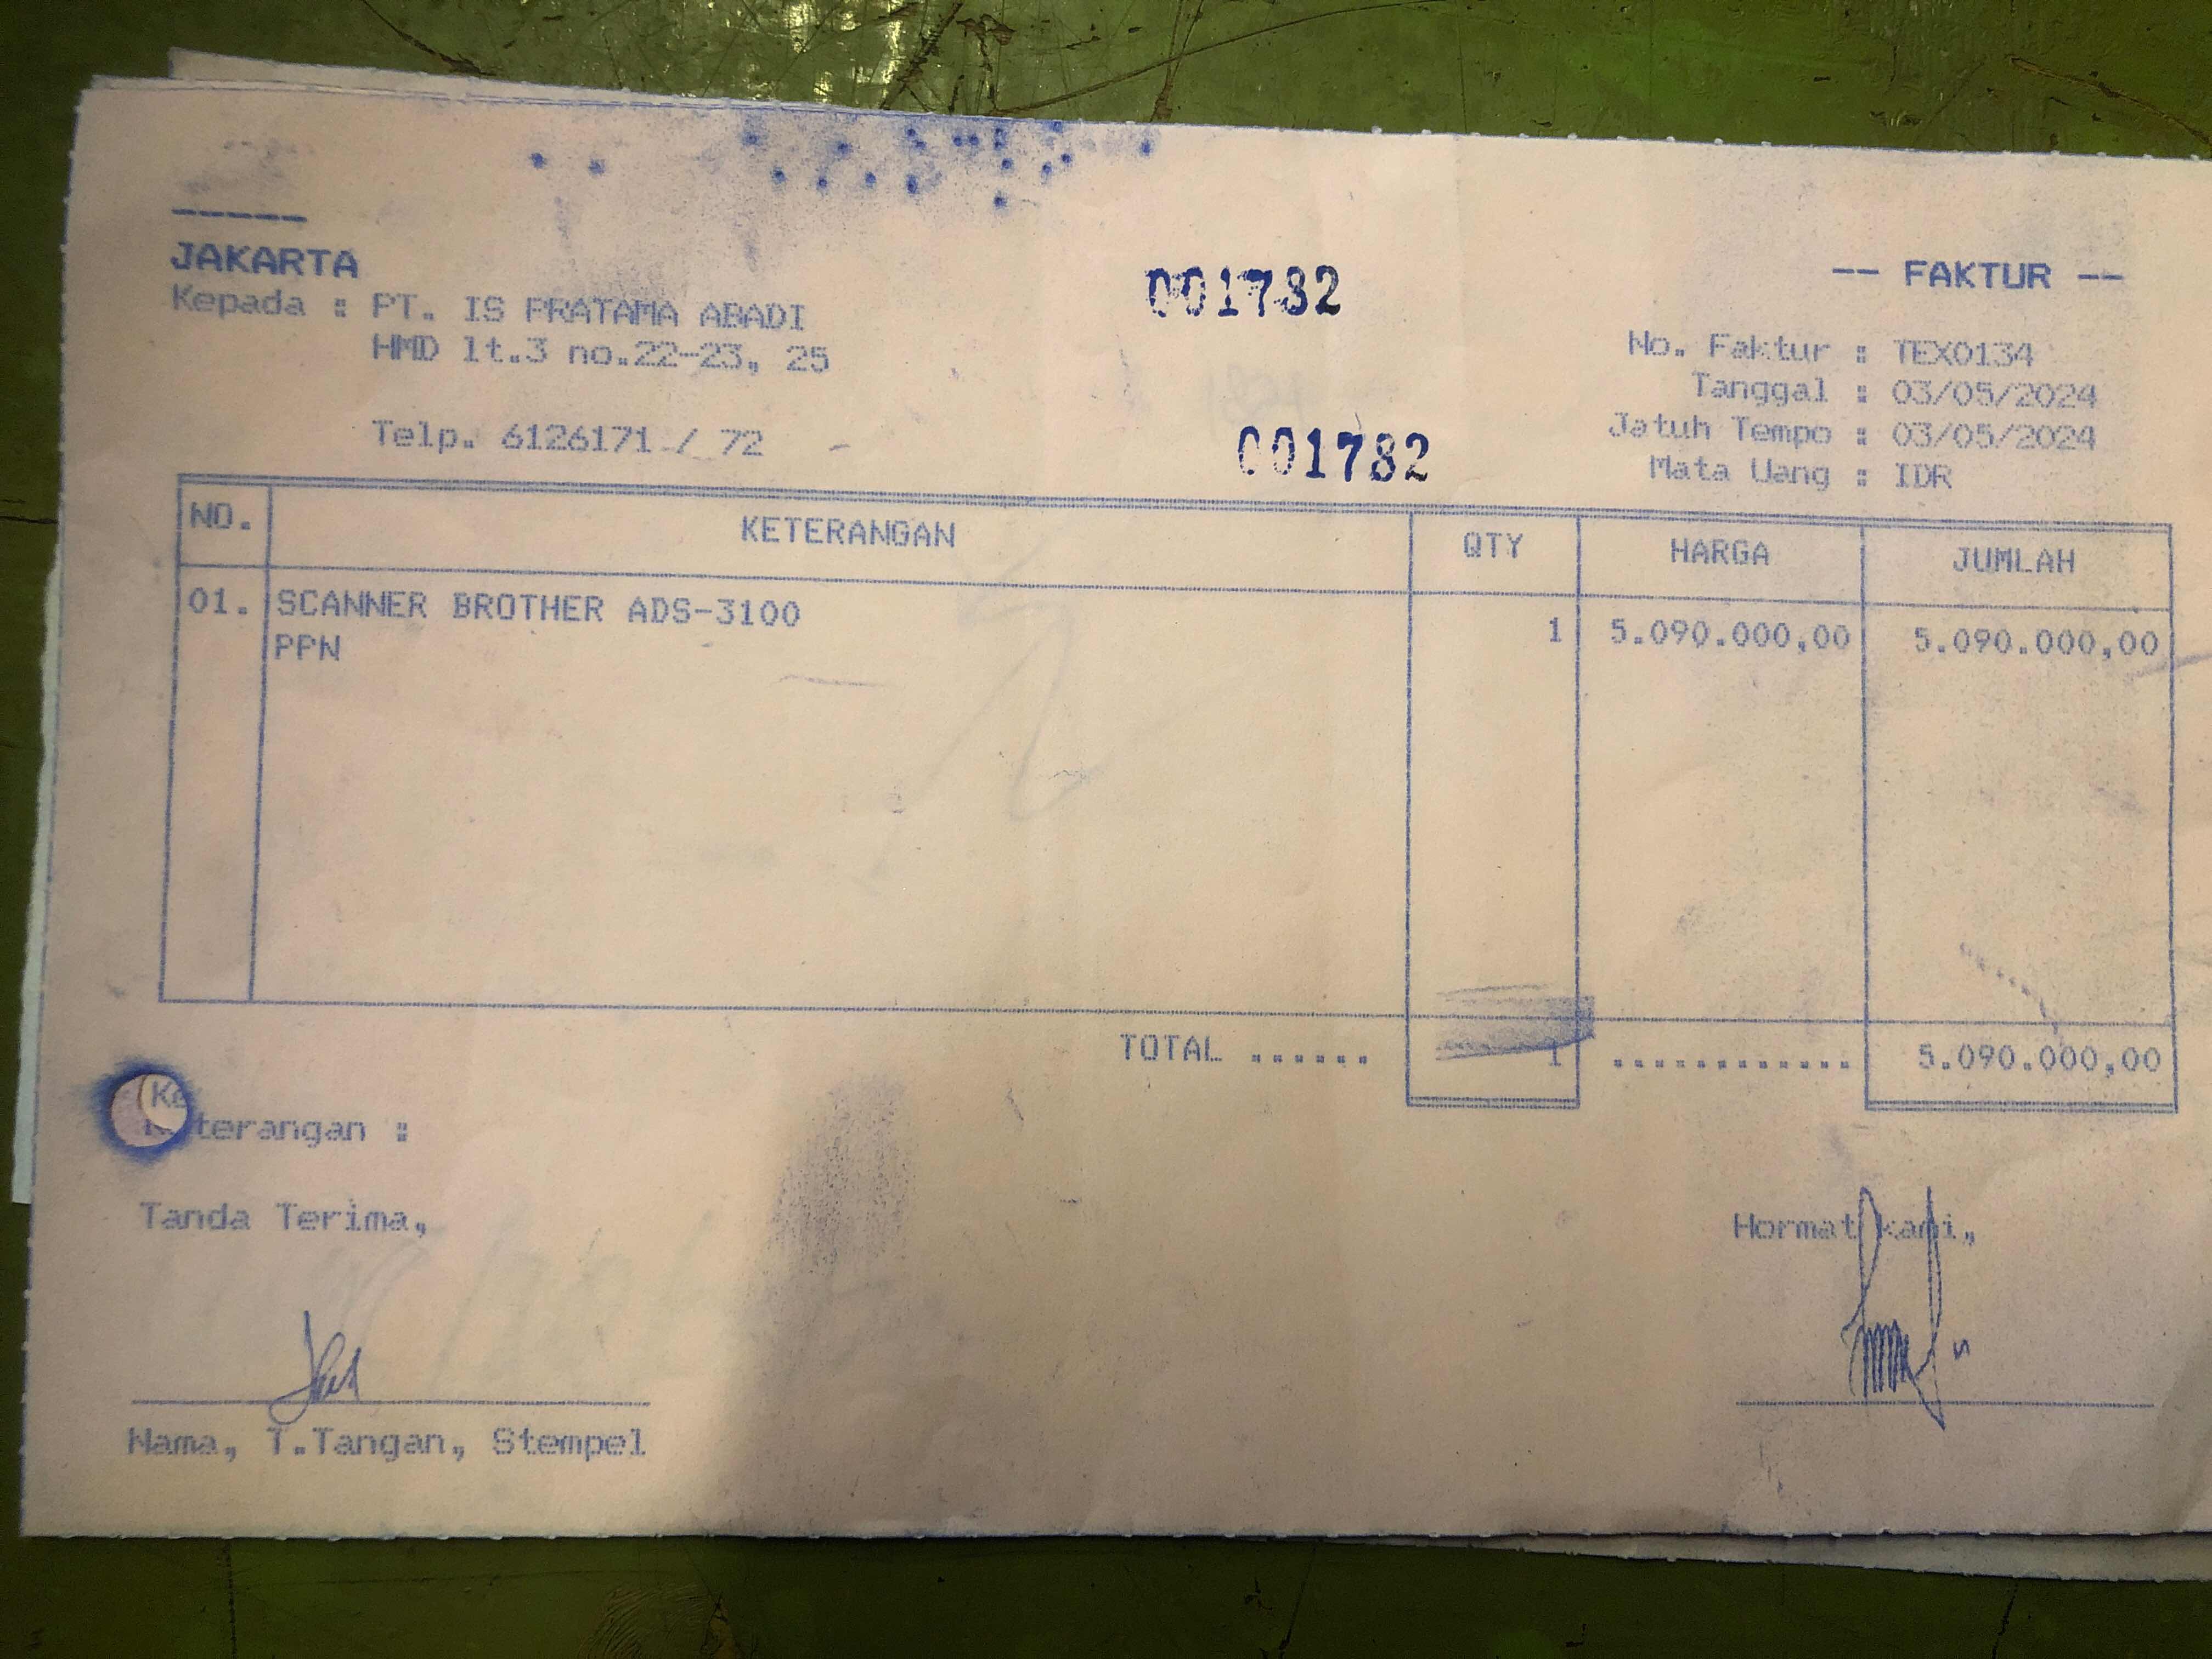 ------
JAKARTA
Kepada : PT. IS PRATAMA ABADI
HMD lt.3 no.22-23, 25
Telp. 6126171 / 72
001782
001782
-- FAKTUR --
No. Faktur : TEX0134
Tanggal : 03/05/2024
Jatuh Tempo : 03/05/2024
Mata Uang : IDR
NO. KETERANGAN QTY HARGA JUMLAH
01. SCANNER BROTHER ADS-3100 1 5.090.000,00 5.090.000,00
PPN
TOTAL ...... 1 ............ 5.090.000,00
Keterangan :
Tanda Terima,
Hormat kami,
Nama, T.Tangan, Stempel